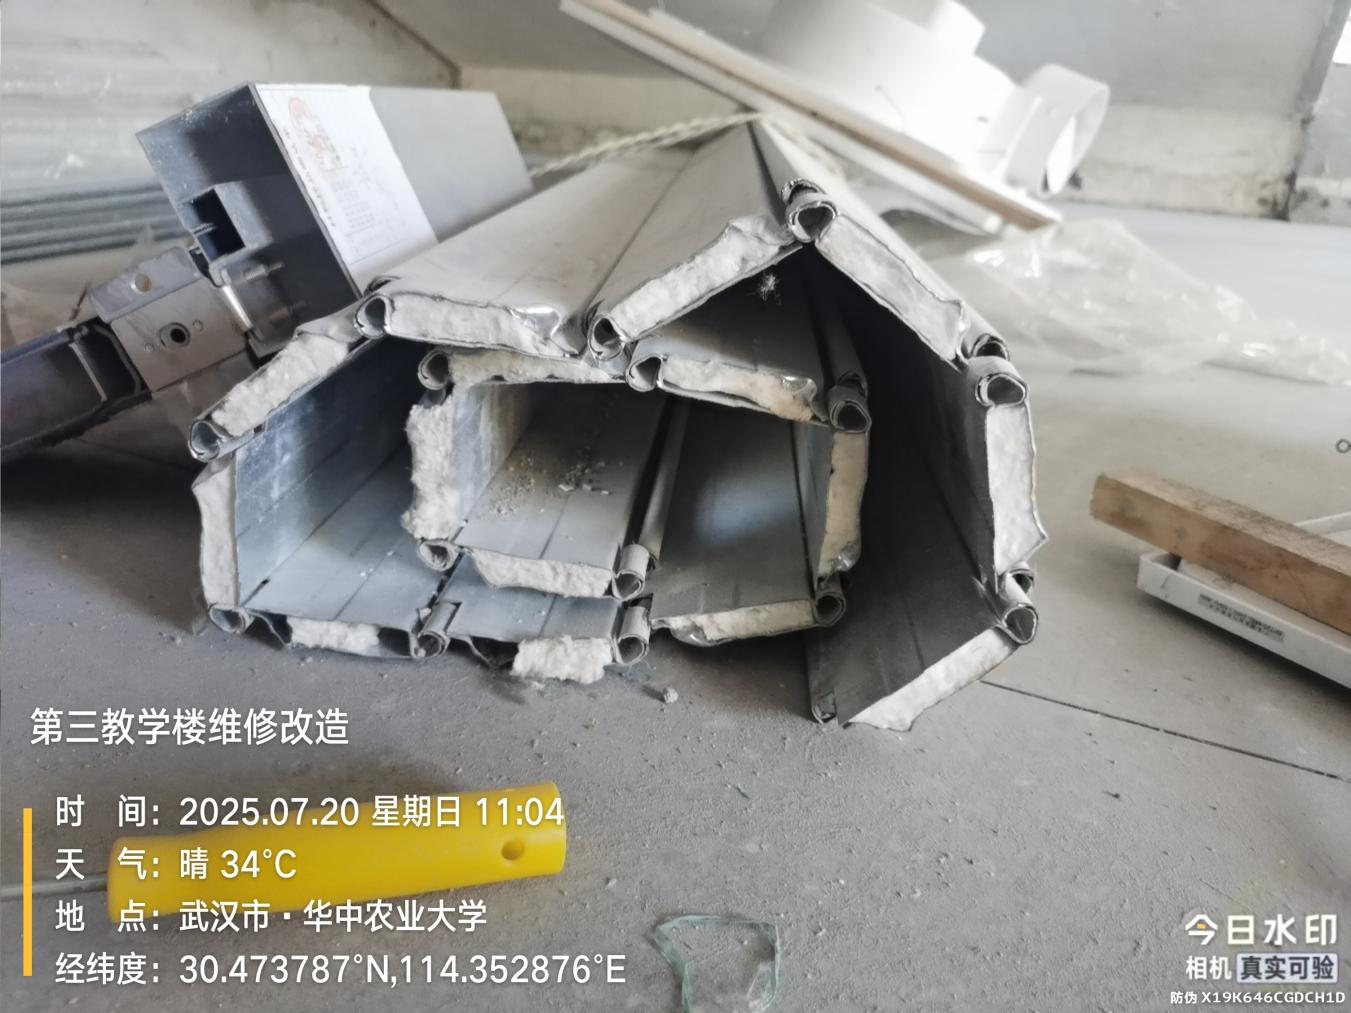 第三教学楼维修改造
时 间：2025.07.20 星期日 11:04
天 气：晴 34°C
地 点：武汉市·华中农业大学
经纬度：30.473787°N,114.352876°E
今日水印
相机 真实可验
防伪 X19K646CGDCH1D